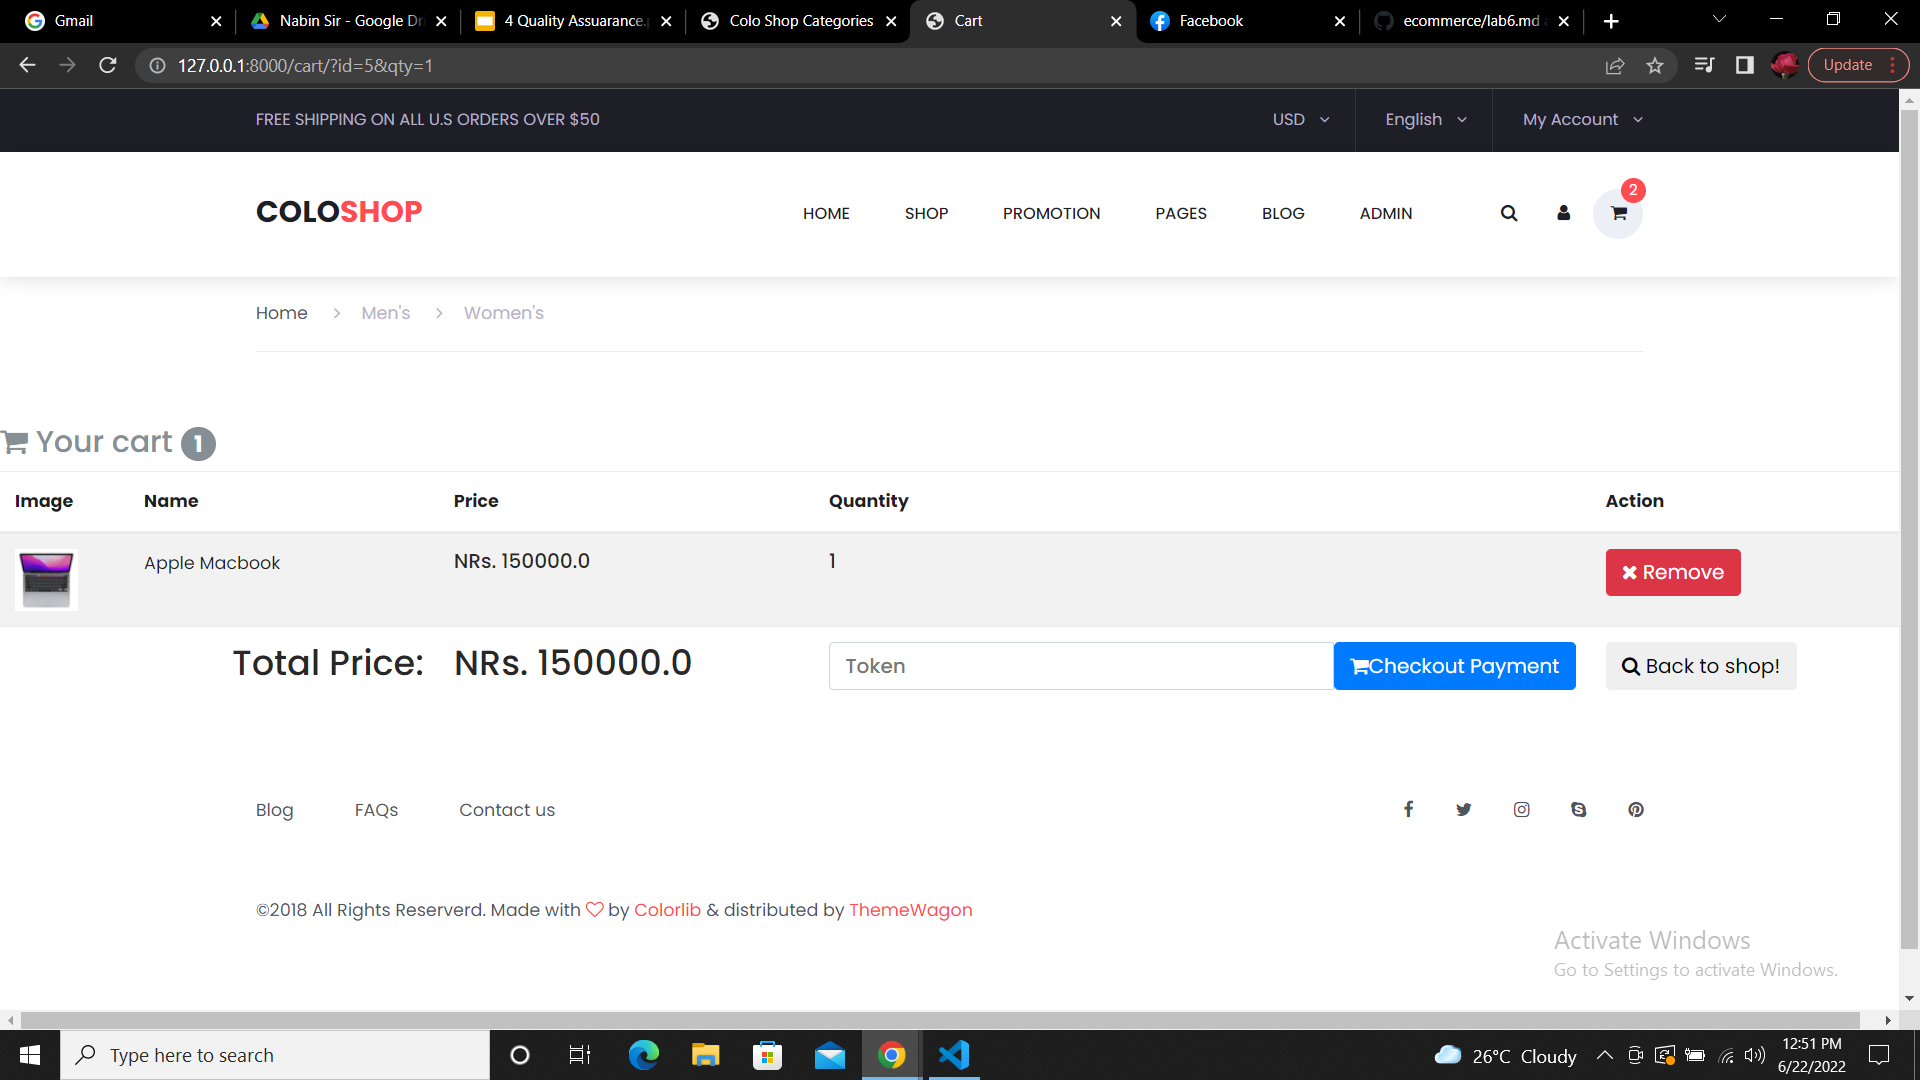 Gmail
Nabin Sir - Google Dri
4 Quality Assuarance.
Colo Shop Categories
Cart
Facebook
ecommerce/lab6.md
127.0.0.1:8000/cart/?id=5&qty=1
Update
FREE SHIPPING ON ALL U.S ORDERS OVER $50
USD
English
My Account
COLOSHOP
HOME
SHOP
PROMOTION
PAGES
BLOG
ADMIN
2
Home
Men's
Women's
Your cart 1
Image
Name
Price
Quantity
Action
Apple Macbook
NRs. 150000.0
1
Remove
Total Price:
NRs. 150000.0
Token
Checkout Payment
Back to shop!
Blog
FAQs
Contact us
©2018 All Rights Reserverd. Made with by Colorlib & distributed by ThemeWagon
Activate Windows
Go to Settings to activate Windows.
Type here to search
26°C Cloudy
12:51 PM
6/22/2022